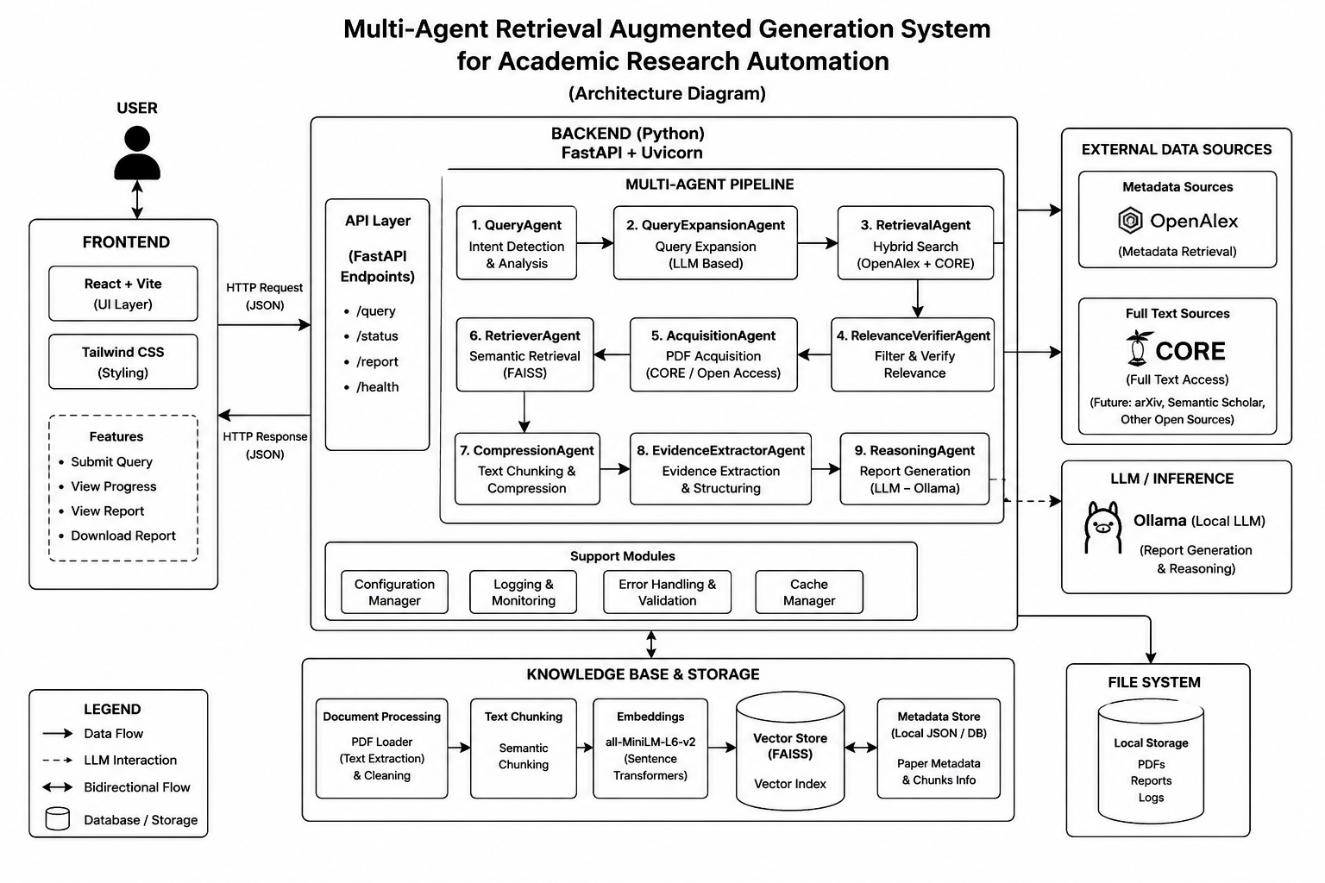 Multi-Agent Retrieval Augmented Generation System
for Academic Research Automation
(Architecture Diagram)
USER
FRONTEND
React + Vite
(UI Layer)
Tailwind CSS
(Styling)
Features
• Submit Query
• View Progress
• View Report
• Download Report
HTTP Request
(JSON)
HTTP Response
(JSON)
BACKEND (Python)
FastAPI + Uvicorn
API Layer
(FastAPI
Endpoints)
• /query
• /status
• /report
• /health
MULTI-AGENT PIPELINE
1. QueryAgent
Intent Detection
& Analysis
2. QueryExpansionAgent
Query Expansion
(LLM Based)
3. RetrievalAgent
Hybrid Search
(OpenAlex + CORE)
4. RelevanceVerifierAgent
Filter & Verify
Relevance
5. AcquisitionAgent
PDF Acquisition
(CORE / Open Access)
6. RetrieverAgent
Semantic Retrieval
(FAISS)
7. CompressionAgent
Text Chunking &
Compression
8. EvidenceExtractorAgent
Evidence Extraction
& Structuring
9. ReasoningAgent
Report Generation
(LLM – Ollama)
Support Modules
Configuration
Manager
Logging &
Monitoring
Error Handling &
Validation
Cache
Manager
EXTERNAL DATA SOURCES
Metadata Sources
OpenAlex
(Metadata Retrieval)
Full Text Sources
CORE
(Full Text Access)
(Future: arXiv, Semantic Scholar,
Other Open Sources)
LLM / INFERENCE
Ollama (Local LLM)
(Report Generation
& Reasoning)
KNOWLEDGE BASE & STORAGE
Document Processing
PDF Loader
(Text Extraction)
& Cleaning
Text Chunking
Semantic
Chunking
Embeddings
all-MiniLM-L6-v2
(Sentence
Transformers)
Vector Store
(FAISS)
Vector Index
Metadata Store
(Local JSON / DB)
Paper Metadata
& Chunks Info
FILE SYSTEM
Local Storage
PDFs
Reports
Logs
LEGEND
Data Flow
LLM Interaction
Bidirectional Flow
Database / Storage